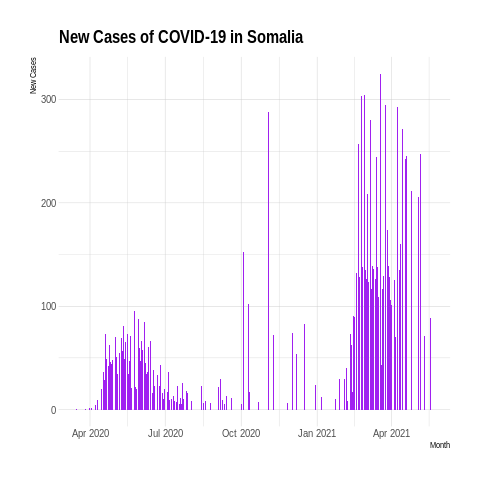 New Cases of COVID-19 in Somalia
New Cases
300
200
100
0
Apr 2020 Jul 2020 Oct 2020 Jan 2021 Apr 2021
Month